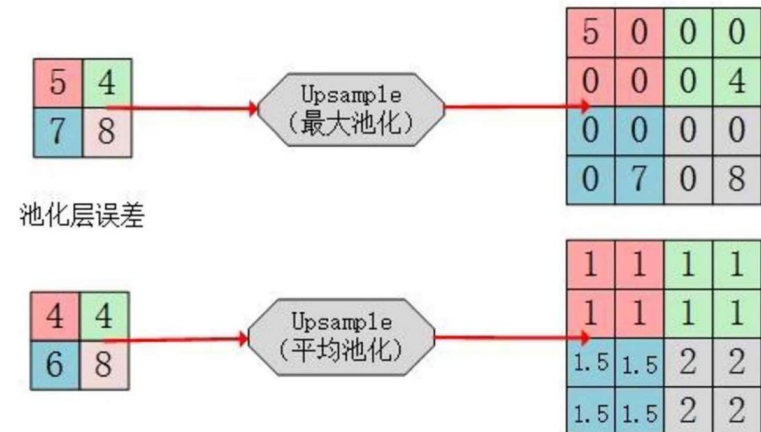 5 4
7 8
Upsample
(最大池化)
5 0 0 0
0 0 0 4
0 0 0 0
0 7 0 8
池化层误差
4 4
6 8
Upsample
(平均池化)
1 1 1 1
1 1 1 1
1.5 1.5 2 2
1.5 1.5 2 2